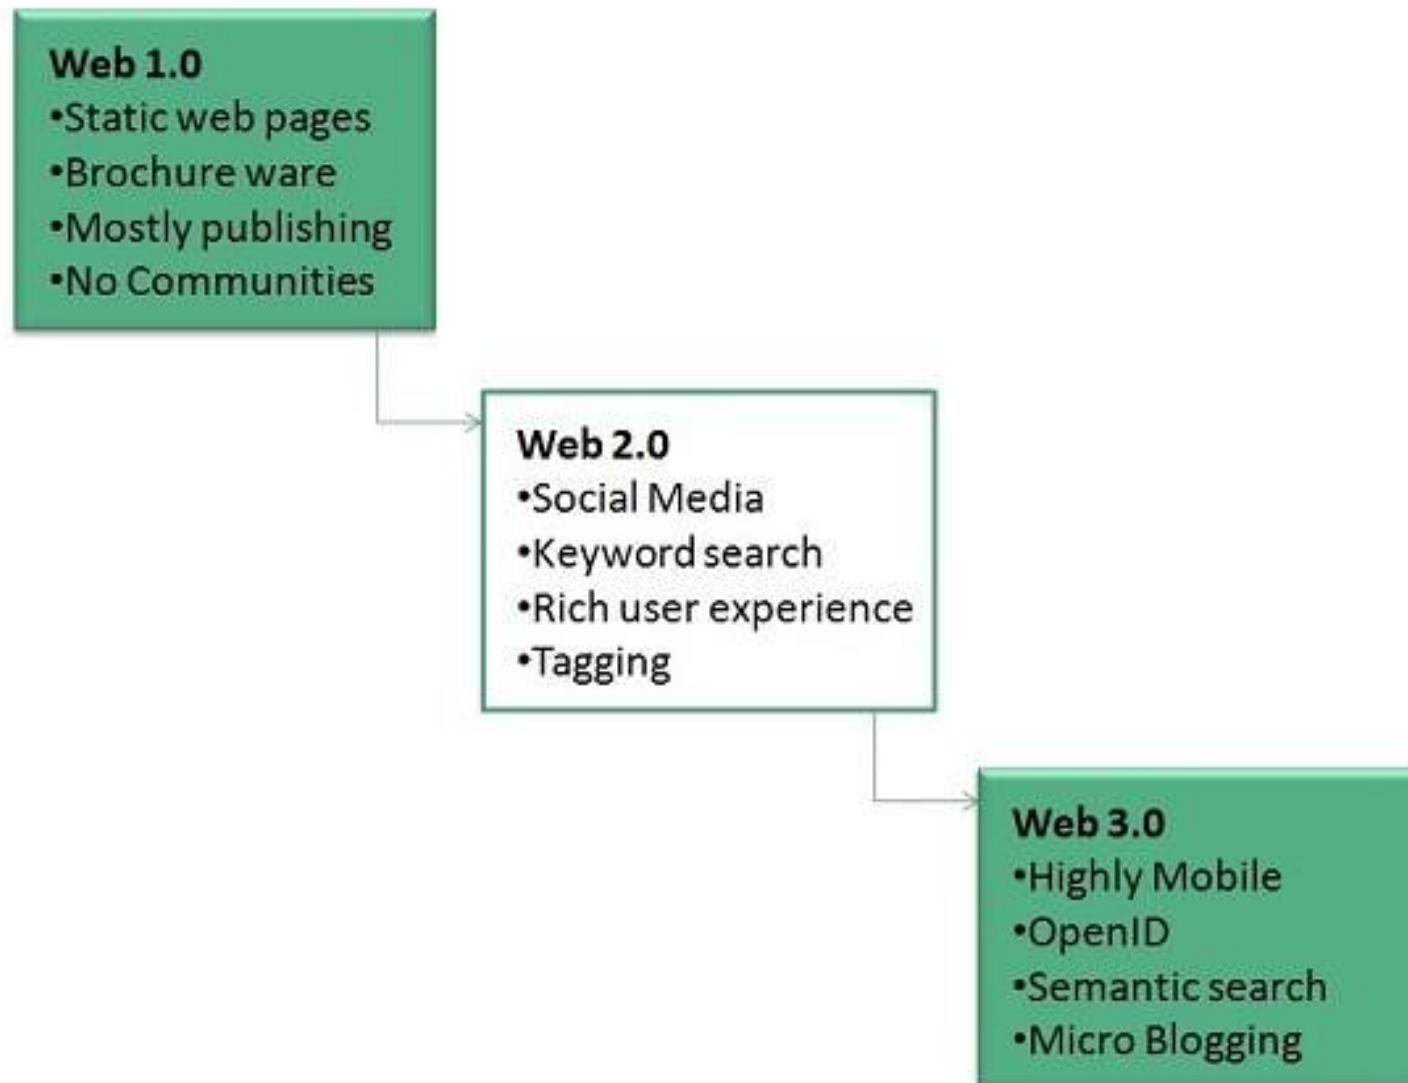 Web 1.0
•Static web pages
•Brochure ware
•Mostly publishing
•No Communities
Web 2.0
•Social Media
•Keyword search
•Rich user experience
•Tagging
Web 3.0
•Highly Mobile
•OpenID
•Semantic search
•Micro Blogging